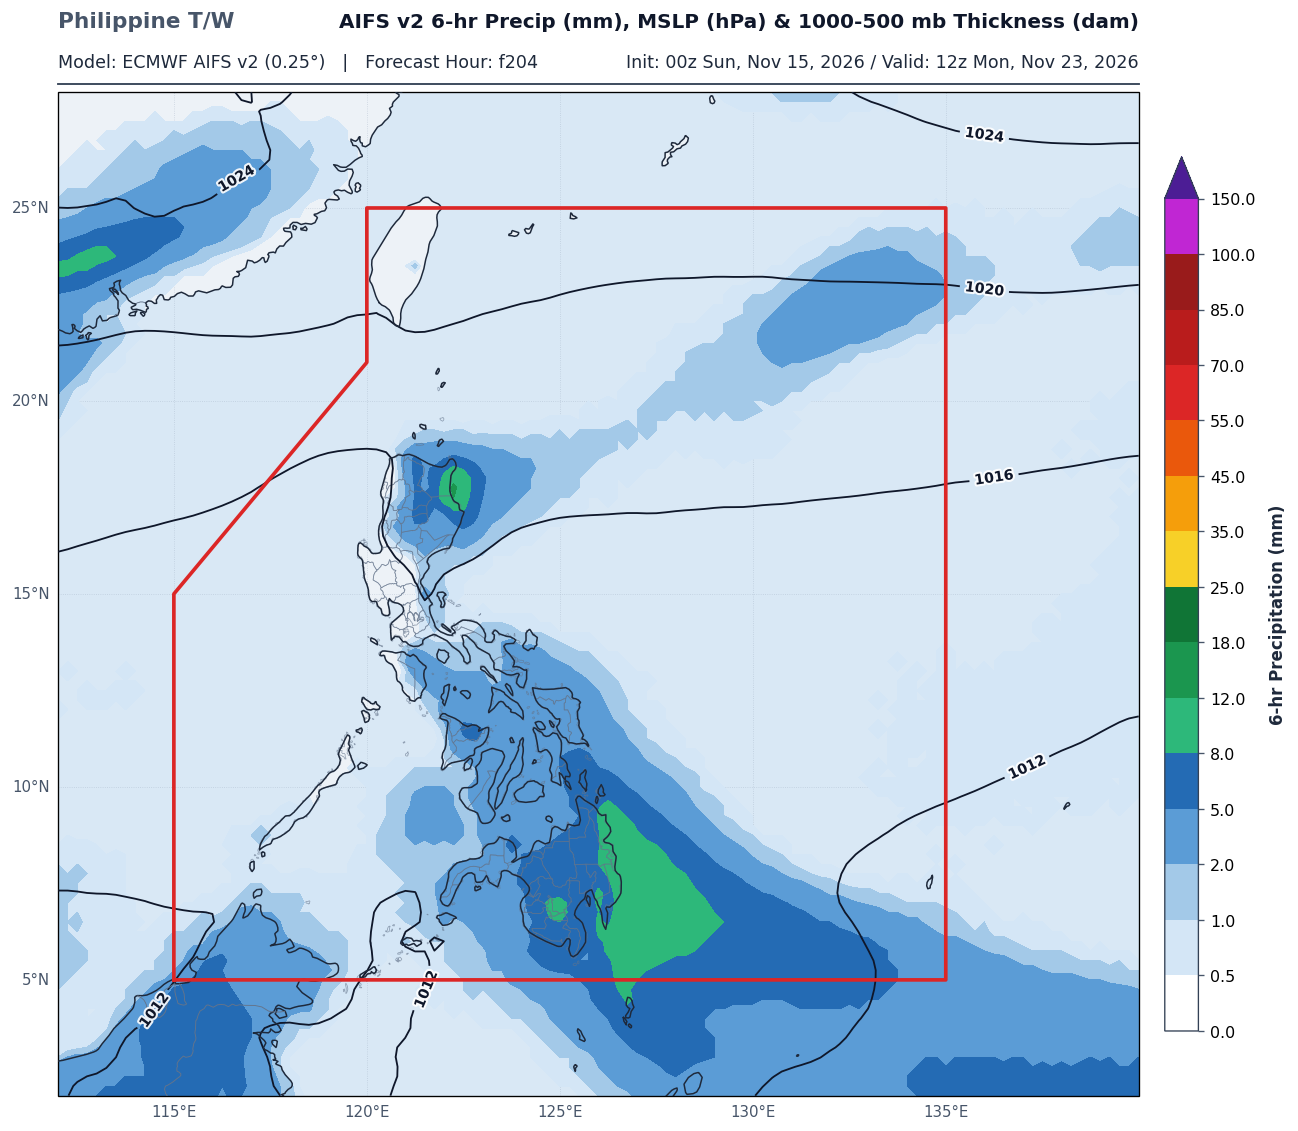 Philippine T/W
AIFS v2 6-hr Precip (mm), MSLP (hPa) & 1000-500 mb Thickness (dam)
Model: ECMWF AIFS v2 (0.25°) | Forecast Hour: f204
Init: 00z Sun, Nov 15, 2026 / Valid: 12z Mon, Nov 23, 2026
1024
1024
1020
1016
1012
1012
1012
25°N
20°N
15°N
10°N
5°N
115°E
120°E
125°E
130°E
135°E
150.0
100.0
85.0
70.0
55.0
45.0
35.0
25.0
18.0
12.0
8.0
5.0
2.0
1.0
0.5
0.0
6-hr Precipitation (mm)